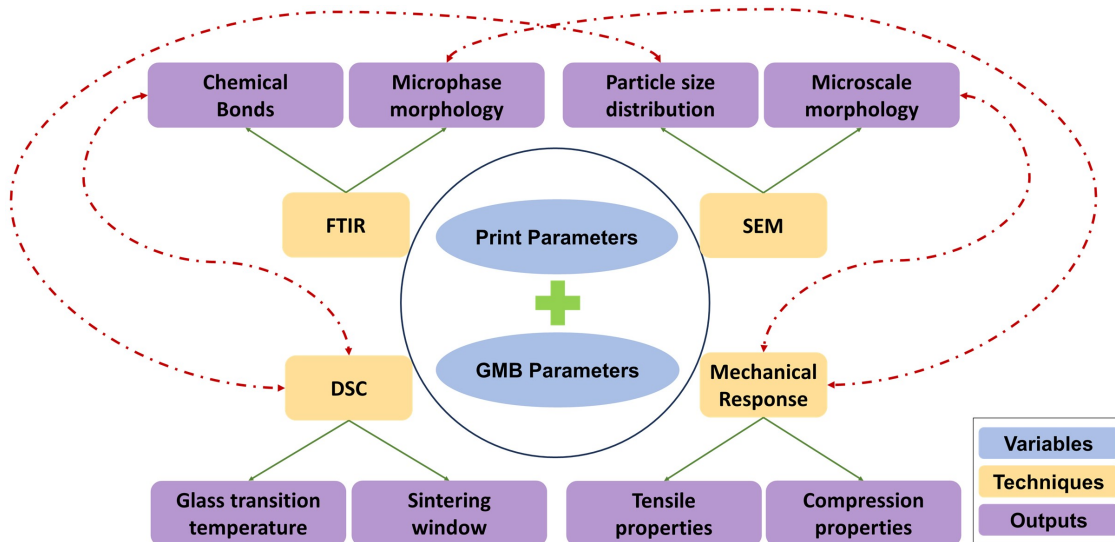 Chemical
Bonds
Microphase
morphology
Particle size
distribution
Microscale
morphology
FTIR
Print Parameters
SEM
GMB Parameters
DSC
Mechanical
Response
Glass transition
temperature
Sintering
window
Tensile
properties
Compression
properties
Variables
Techniques
Outputs